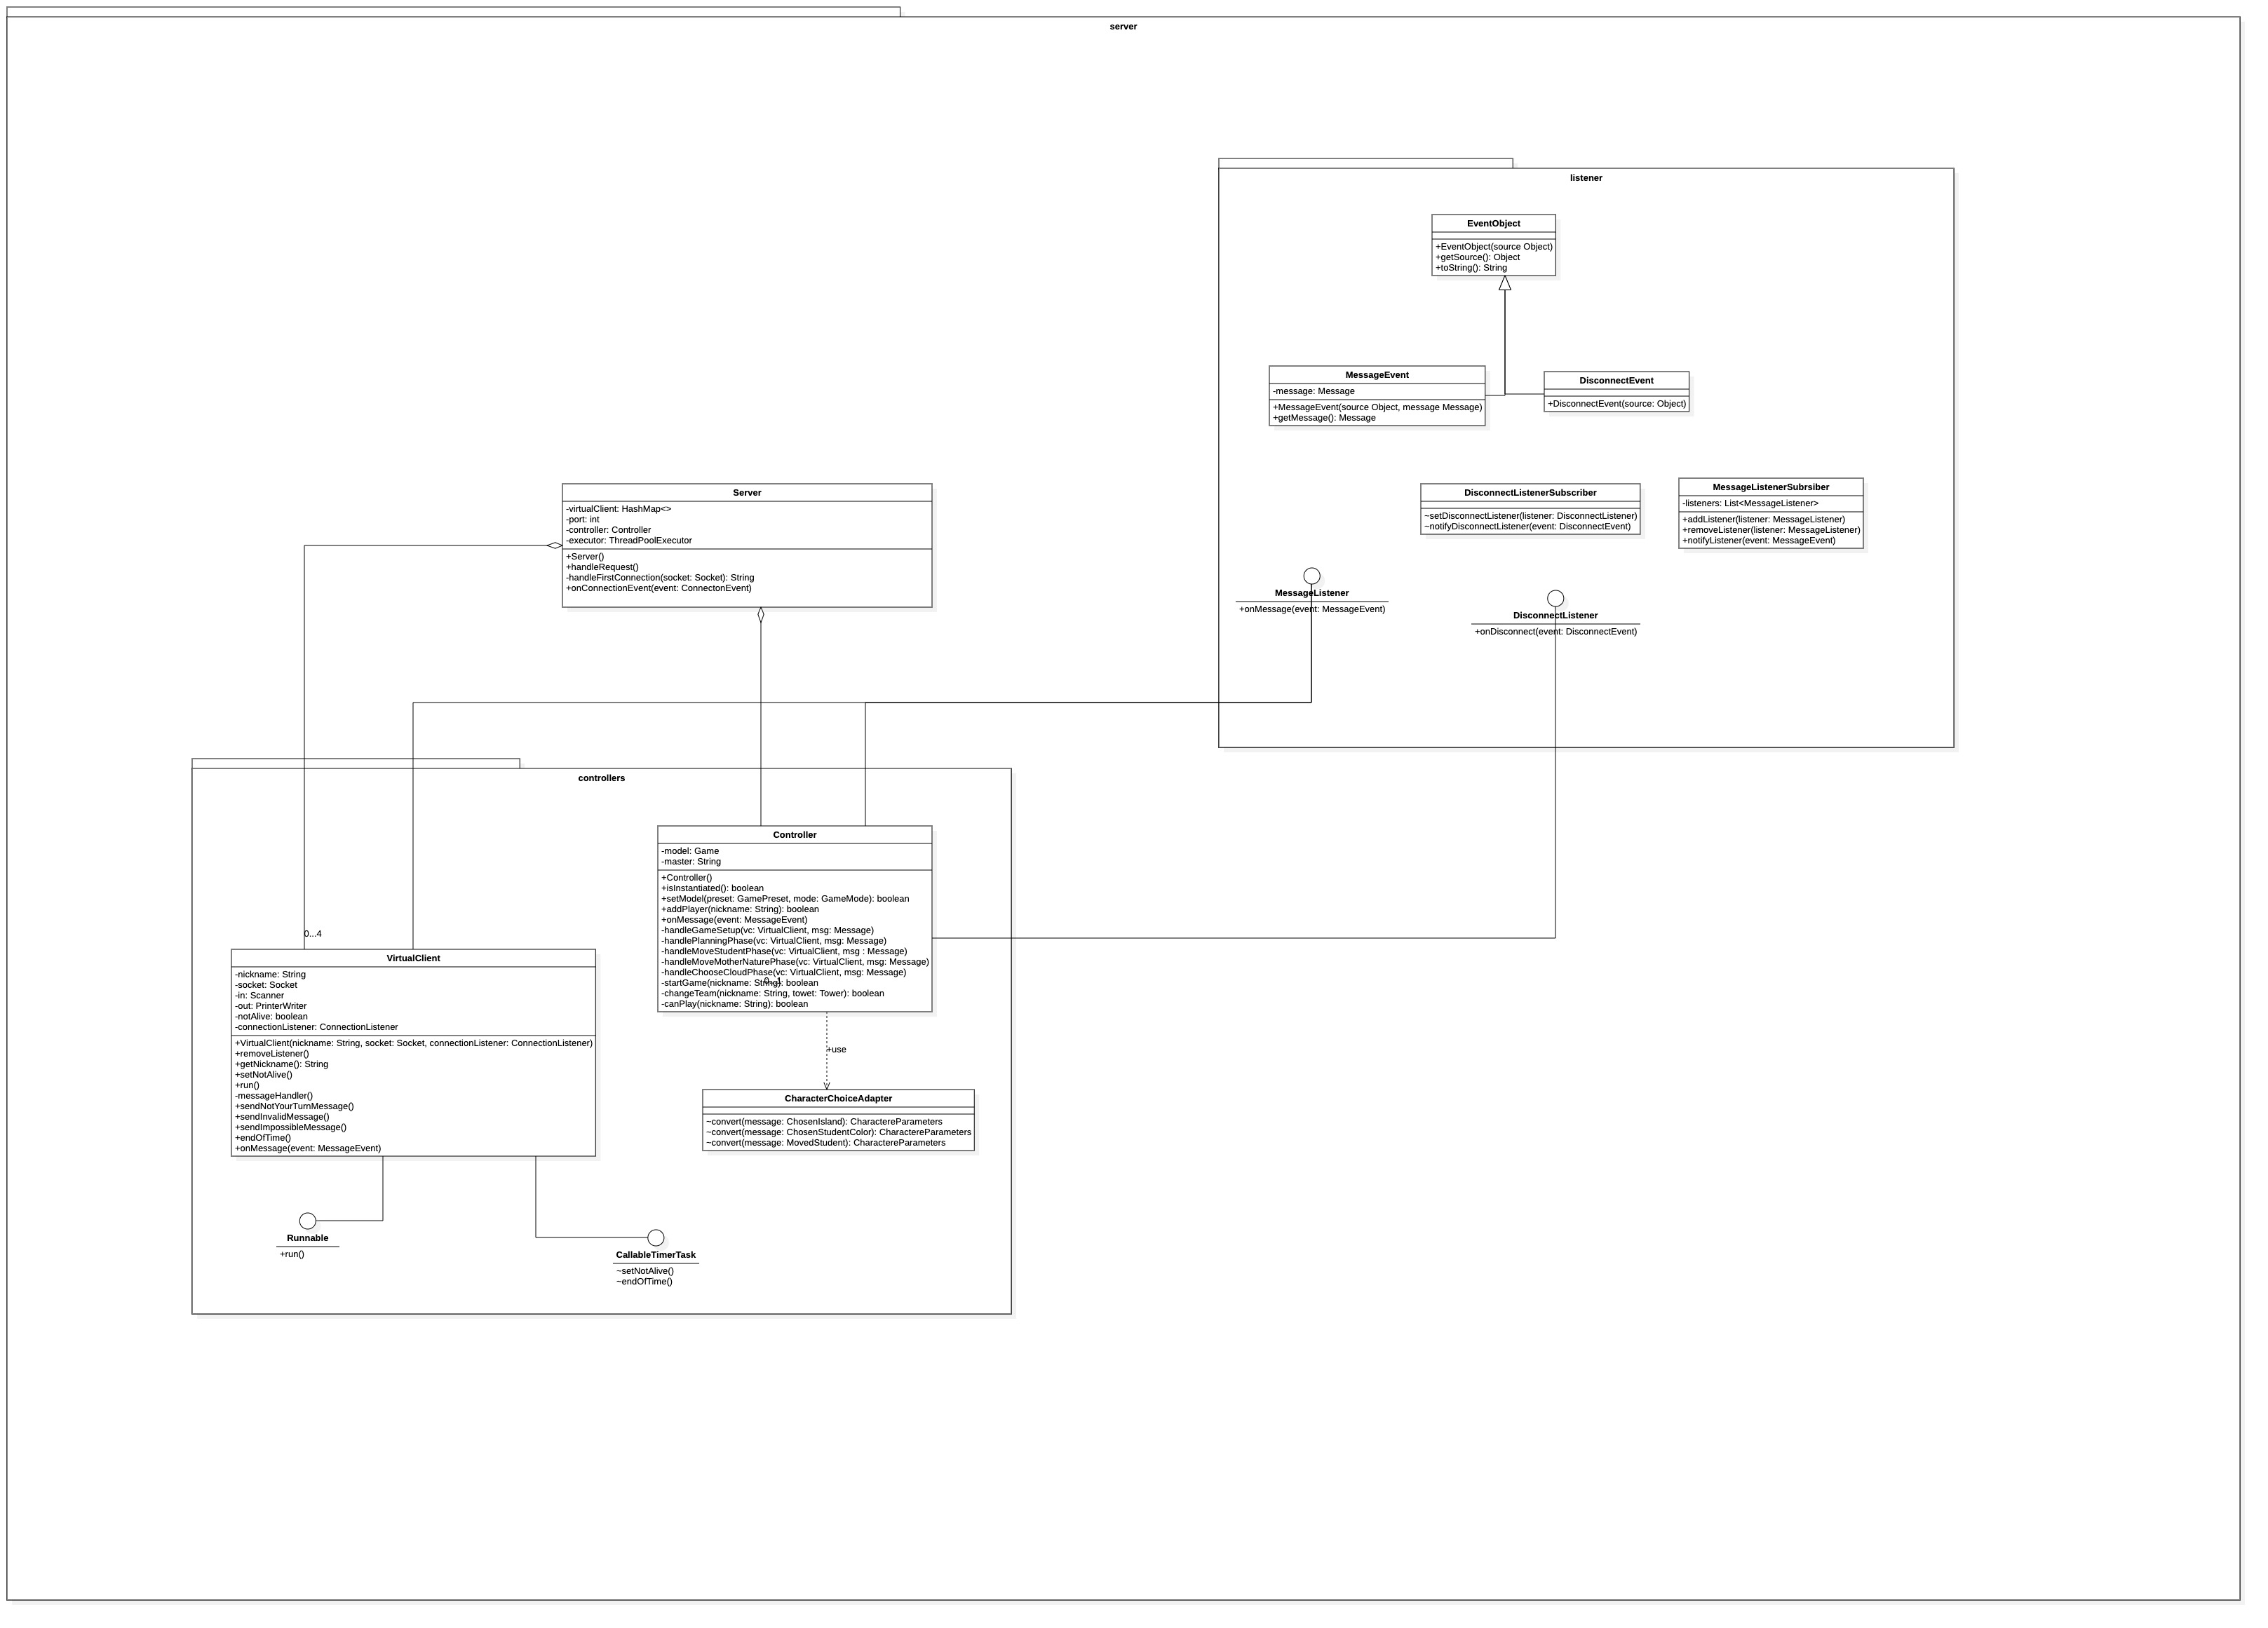 server
listener
EventObject
+EventObject(source Object)
+getSource(): Object
+toString(): String
MessageEvent
-message: Message
+MessageEvent(source Object, message Message)
+getMessage(): Message
DisconnectEvent
+DisconnectEvent(source: Object)
Server
-virtualClient: HashMap<>
-port: int
-controller: Controller
-executor: ThreadPoolExecutor
+Server()
+handleRequest()
-handleFirstConnection(socket: Socket): String
+onConnectionEvent(event: ConnectonEvent)
DisconnectListenerSubscriber
~setDisconnectListener(listener: DisconnectListener)
~notifyDisconnectListener(event: DisconnectEvent)
MessageListenerSubrsiber
-listeners: List<MessageListener>
+addListener(listener: MessageListener)
+removeListener(listener: MessageListener)
+notifyListener(event: MessageEvent)
MessageListener
+onMessage(event: MessageEvent)
DisconnectListener
+onDisconnect(event: DisconnectEvent)
controllers
Controller
-model: Game
-master: String
+Controller()
+isInstantiated(): boolean
+setModel(preset: GamePreset, mode: GameMode): boolean
+addPlayer(nickname: String): boolean
+onMessage(event: MessageEvent)
-handleGameSetup(vc: VirtualClient, msg: Message)
-handlePlanningPhase(vc: VirtualClient, msg: Message)
-handleMoveStudentPhase(vc: VirtualClient, msg : Message)
-handleMoveMotherNaturePhase(vc: VirtualClient, msg: Message)
-handleChooseCloudPhase(vc: VirtualClient, msg: Message)
-startGame(nickname: String): boolean
-changeTeam(nickname: String, towet: Tower): boolean
-canPlay(nickname: String): boolean
0...4
VirtualClient
-nickname: String
-socket: Socket
-in: Scanner
-out: PrinterWriter
-notAlive: boolean
-connectionListener: ConnectionListener
+VirtualClient(nickname: String, socket: Socket, connectionListener: ConnectionListener)
+removeListener()
+getNickname(): String
+setNotAlive()
+run()
-messageHandler()
+sendNotYourTurnMessage()
+sendInvalidMessage()
+sendImpossibleMessage()
+endOfTime()
+onMessage(event: MessageEvent)
+use
CharacterChoiceAdapter
~convert(message: ChosenIsland): CharactereParameters
~convert(message: ChosenStudentColor): CharactereParameters
~convert(message: MovedStudent): CharactereParameters
Runnable
+run()
CallableTimerTask
~setNotAlive()
~endOfTime()